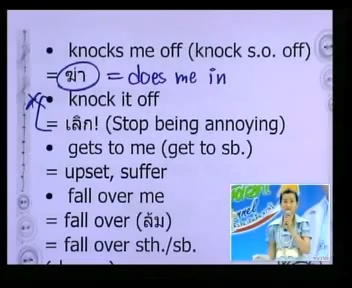 • knocks me off (knock s.o. off)
= ฆ่า = does me in
• knock it off
= เลิก! (Stop being annoying)
• gets to me (get to sb.)
= upset, suffer
• fall over me
= fall over (ล้ม)
= fall over sth./sb.